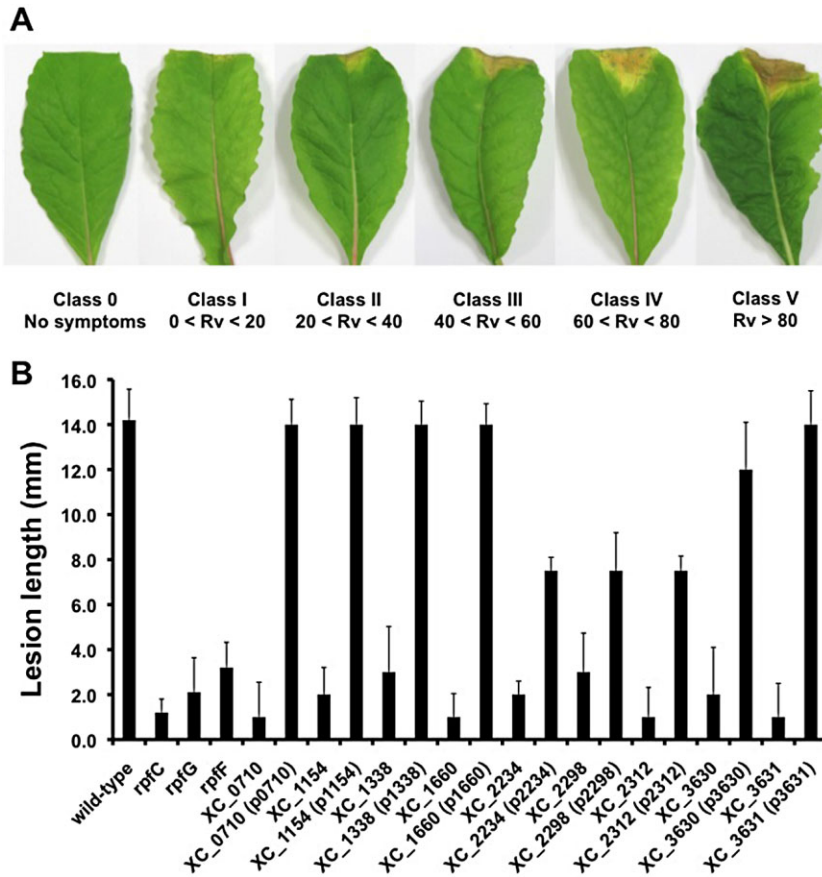 A
Class 0
No symptoms
Class I
0 < Rv < 20
Class II
20 < Rv < 40
Class III
40 < Rv < 60
Class IV
60 < Rv < 80
Class V
Rv > 80
B
Lesion length (mm)
16.0
14.0
12.0
10.0
8.0
6.0
4.0
2.0
0.0
wild-type
rpfC
rpfG
rpfF
XC_0710
XC_0710 (p0710)
XC_1154
XC_1154 (p1154)
XC_1338
XC_1338 (p1338)
XC_1660
XC_1660 (p1660)
XC_2234
XC_2234 (p2234)
XC_2298
XC_2298 (p2298)
XC_2312
XC_2312 (p2312)
XC_3630
XC_3630 (p3630)
XC_3631
XC_3631 (p3631)